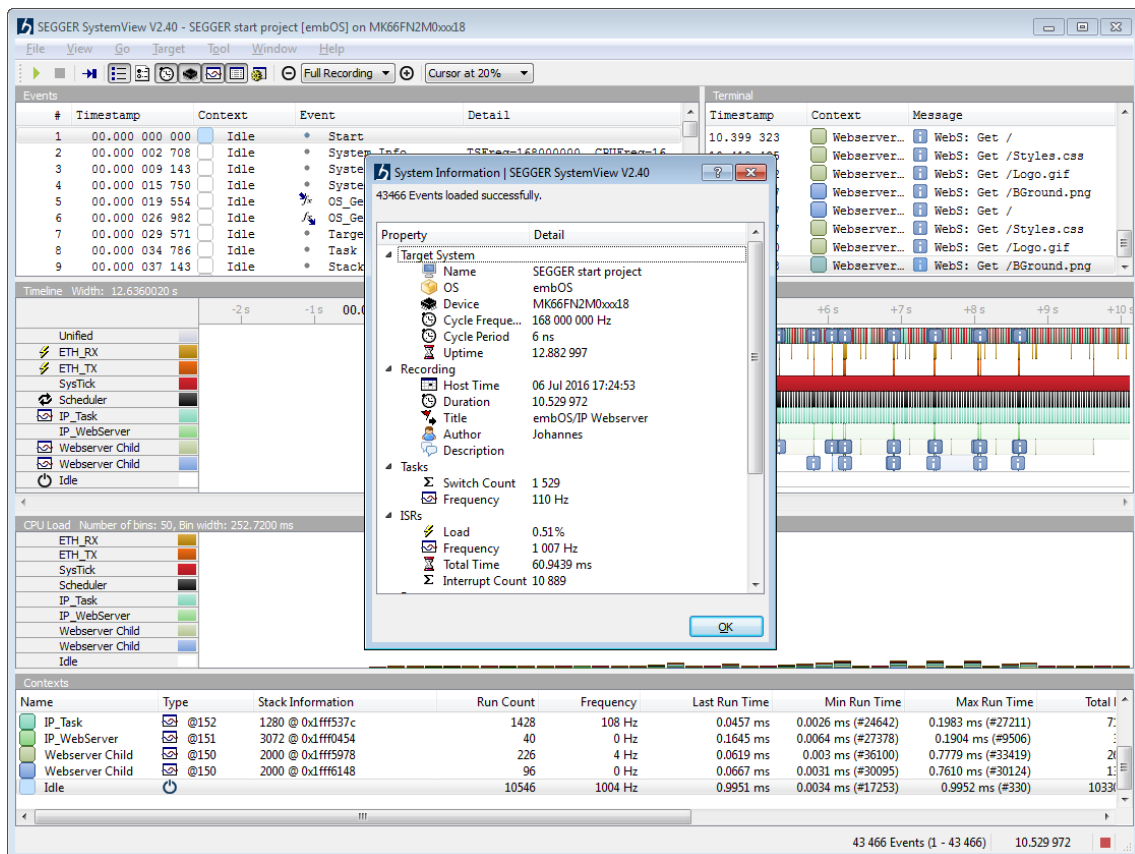 SEGGER SystemView V2.40 - SEGGER start project [embOS] on MK66FN2M0xxx18
File View Go Target Tool Window Help
Full Recording Cursor at 20%
Events
# Timestamp Context Event Detail
1 00.000 000 000 Idle Start
2 00.000 002 708 Idle System Info TSFreq=168000000, CPUFreq=16
3 00.000 009 143 Idle Syste
4 00.000 015 750 Idle Syste
5 00.000 019 554 Idle OS_Ge
6 00.000 026 982 Idle OS_Ge
7 00.000 029 571 Idle Targe
8 00.000 034 786 Idle Task
9 00.000 037 143 Idle Stack
Terminal
Timestamp Context Message
10.399 323 Webserver... WebS: Get /
Webserver... WebS: Get /Styles.css
Webserver... WebS: Get /Logo.gif
Webserver... WebS: Get /BGround.png
Webserver... WebS: Get /
Webserver... WebS: Get /Styles.css
Webserver... WebS: Get /Logo.gif
Webserver... WebS: Get /BGround.png
System Information | SEGGER SystemView V2.40
43466 Events loaded successfully.
Property Detail
Target System
Name SEGGER start project
OS embOS
Device MK66FN2M0xxx18
Cycle Freque... 168 000 000 Hz
Cycle Period 6 ns
Uptime 12.882 997
Recording
Host Time 06 Jul 2016 17:24:53
Duration 10.529 972
Title embOS/IP Webserver
Author Johannes
Description
Tasks
Switch Count 1 529
Frequency 110 Hz
ISRs
Load 0.51%
Frequency 1 007 Hz
Total Time 60.9439 ms
Interrupt Count 10 889
OK
Timeline Width: 12.6360020 s
-2 s -1 s 00.0 +6 s +7 s +8 s +9 s +10 s
Unified
ETH_RX
ETH_TX
SysTick
Scheduler
IP_Task
IP_WebServer
Webserver Child
Webserver Child
Idle
CPU Load Number of bins: 50, Bin width: 252.7200 ms
ETH_RX
ETH_TX
SysTick
Scheduler
IP_Task
IP_WebServer
Webserver Child
Webserver Child
Idle
Contexts
Name Type Stack Information Run Count Frequency Last Run Time Min Run Time Max Run Time Total
IP_Task @152 1280 @ 0x1fff537c 1428 108 Hz 0.0457 ms 0.0026 ms (#24642) 0.1983 ms (#27211)
IP_WebServer @151 3072 @ 0x1fff0454 40 0 Hz 0.1645 ms 0.0064 ms (#27378) 0.1904 ms (#9506)
Webserver Child @150 2000 @ 0x1fff5978 226 4 Hz 0.0619 ms 0.003 ms (#36100) 0.7779 ms (#33419)
Webserver Child @150 2000 @ 0x1fff6148 96 0 Hz 0.0667 ms 0.0031 ms (#30095) 0.7610 ms (#30124)
Idle 10546 1004 Hz 0.9951 ms 0.0034 ms (#17253) 0.9952 ms (#330) 1033
43 466 Events (1 - 43 466) 10.529 972